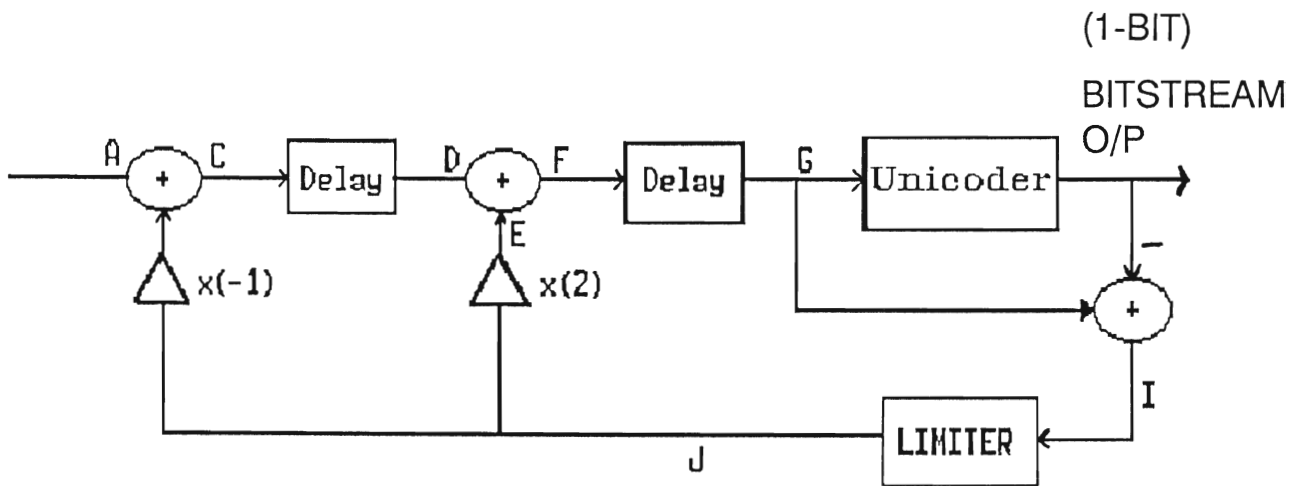 (1-BIT)
BITSTREAM
O/P
A
+
C
Delay
D
+
F
Delay
G
Unicoder
E
x(-1)
x(2)
−
+
I
LIMITER
J